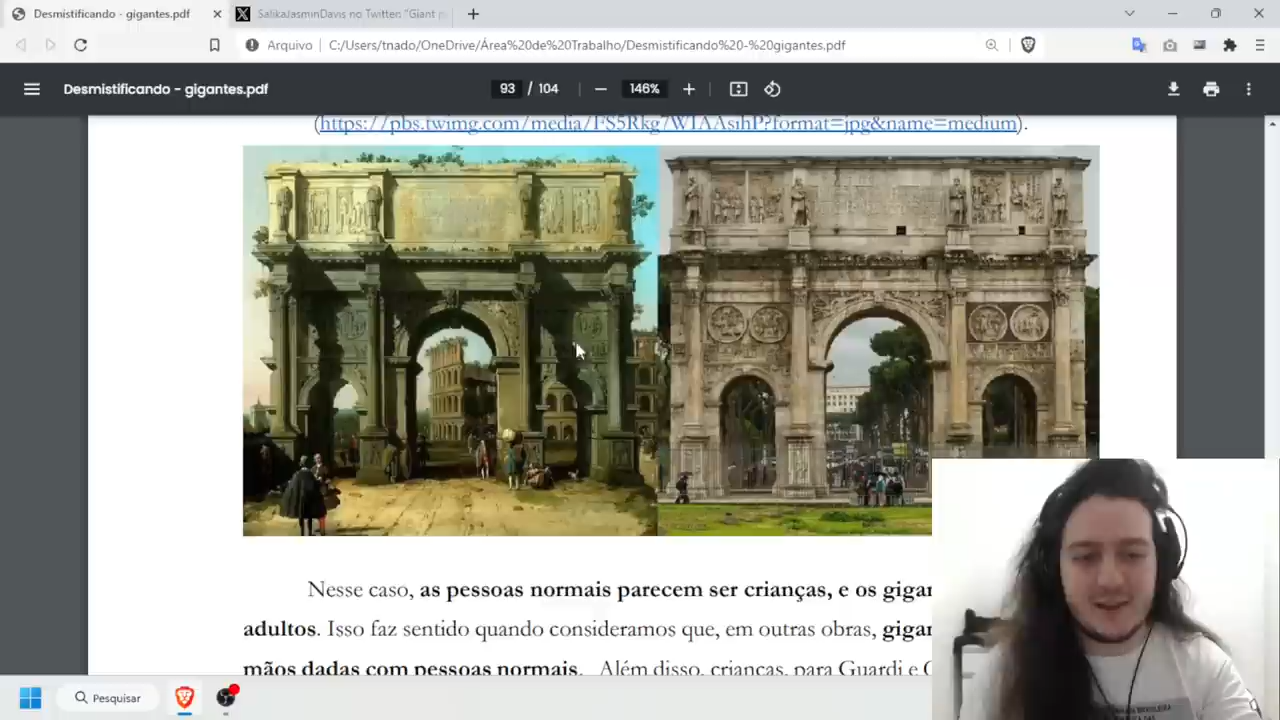 Desmistificando - gigantes.pdf
SalikaJasminDavis no Twitter: "Giant p
Arquivo
C:/Users/tnado/OneDrive/Área%20de%20Trabalho/Desmistificando%20-%20gigantes.pdf
Desmistificando - gigantes.pdf
93 / 104
146%
(https://pbs.twimg.com/media/FS5Rkg7WIAAsihP?format=jpg&name=medium).
Nesse caso, as pessoas normais parecem ser crianças, e os gigan
adultos. Isso faz sentido quando consideramos que, em outras obras, gigan
mãos dadas com pessoas normais. Além disso, crianças, para Guardi e C
Pesquisar